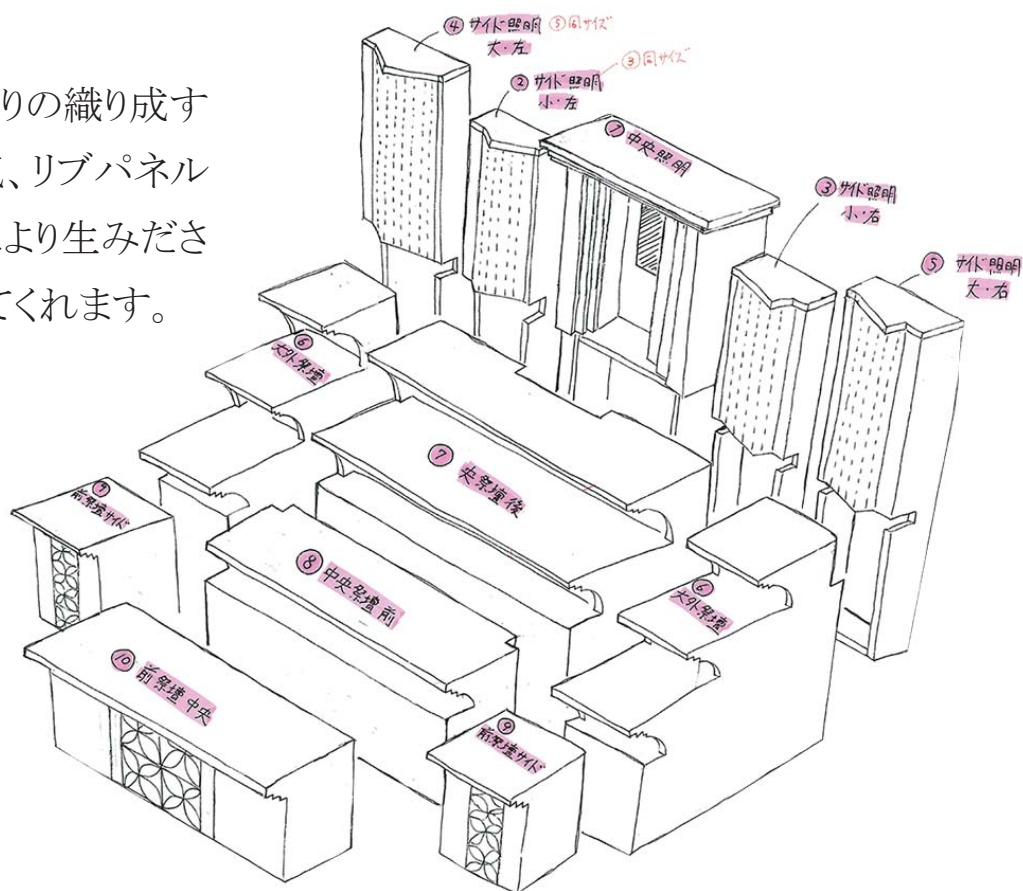 りの織り成す
、リブパネル
より生みださ
てくれます。
④ サイド照明 ⑤同サイズ
大・左
② サイド照明 ③同サイズ
小・左
① 中央照明
③ サイド照明
小・右
⑤ サイド照明
大・右
⑥
大外祭壇
⑦ 央祭壇後
⑨
前祭壇サイド
⑧ 中央祭壇前
⑥
大外祭壇
⑩ 前祭壇中央
⑨
前祭壇サイド